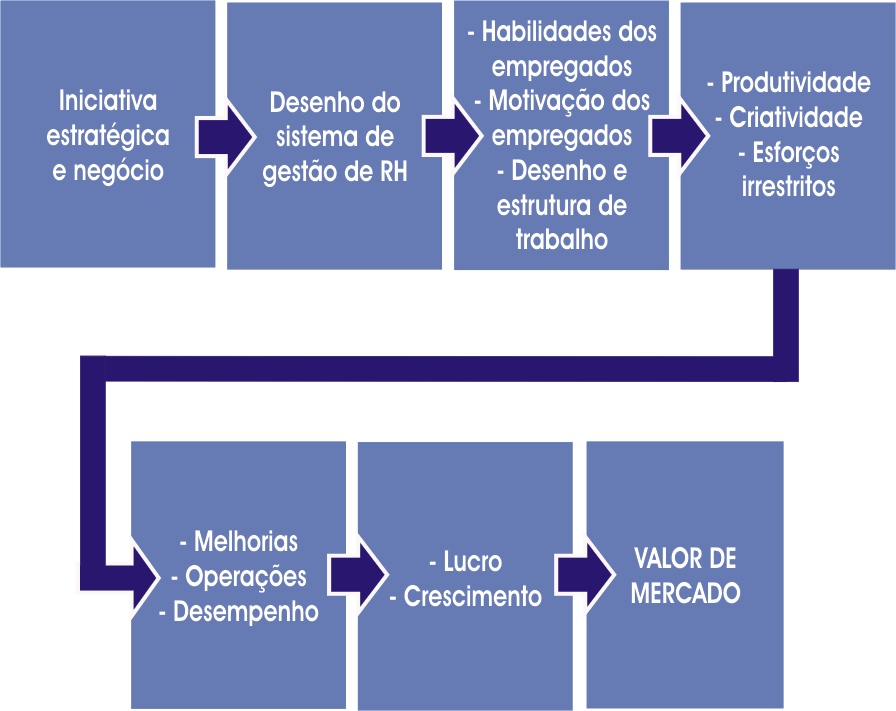 Iniciativa
estratégica
e negócio
Desenho do
sistema de
gestão de RH
- Habilidades dos
empregados
- Motivação dos
empregados
- Desenho e
estrutura de
trabalho
- Produtividade
- Criatividade
- Esforços
irrestritos
- Melhorias
- Operações
- Desempenho
- Lucro
- Crescimento
VALOR DE
MERCADO